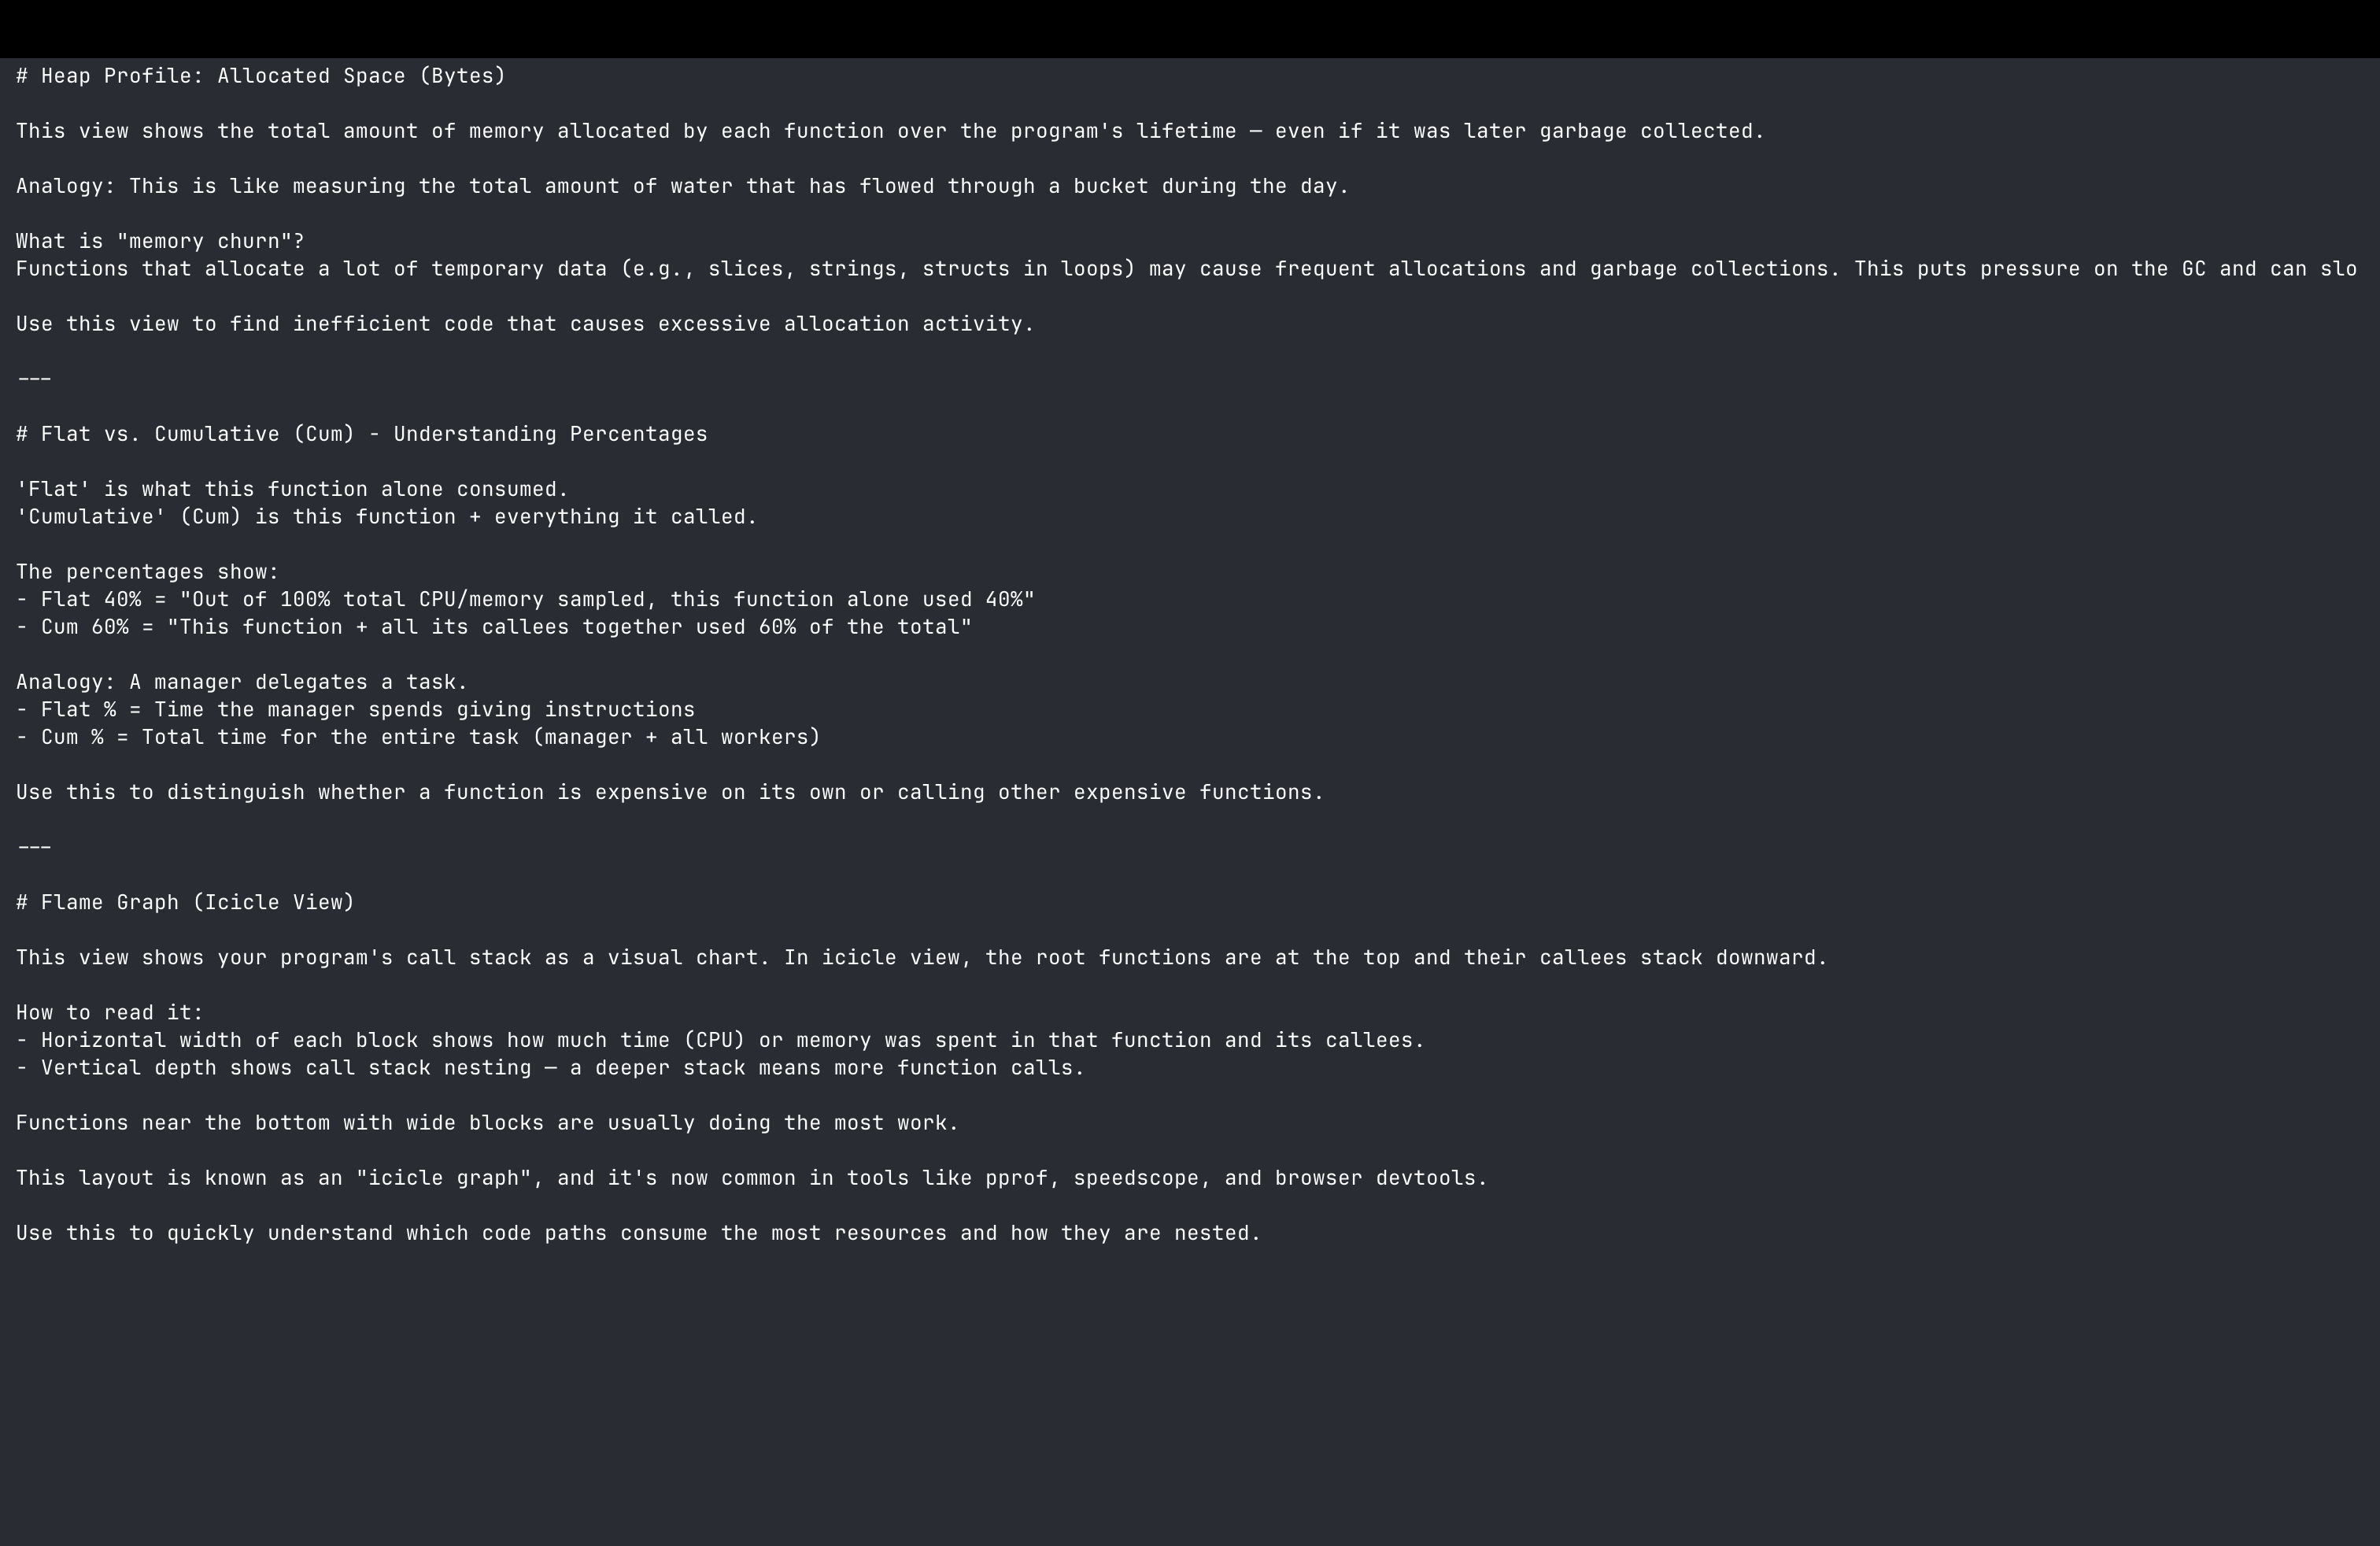 # Heap Profile: Allocated Space (Bytes)
This view shows the total amount of memory allocated by each function over the program's lifetime — even if it was later garbage collected.
Analogy: This is like measuring the total amount of water that has flowed through a bucket during the day.
What is "memory churn"?
Functions that allocate a lot of temporary data (e.g., slices, strings, structs in loops) may cause frequent allocations and garbage collections. This puts pressure on the GC and can slo
Use this view to find inefficient code that causes excessive allocation activity.
---
# Flat vs. Cumulative (Cum) - Understanding Percentages
'Flat' is what this function alone consumed.
'Cumulative' (Cum) is this function + everything it called.
The percentages show:
- Flat 40% = "Out of 100% total CPU/memory sampled, this function alone used 40%"
- Cum 60% = "This function + all its callees together used 60% of the total"
Analogy: A manager delegates a task.
- Flat % = Time the manager spends giving instructions
- Cum % = Total time for the entire task (manager + all workers)
Use this to distinguish whether a function is expensive on its own or calling other expensive functions.
---
# Flame Graph (Icicle View)
This view shows your program's call stack as a visual chart. In icicle view, the root functions are at the top and their callees stack downward.
How to read it:
- Horizontal width of each block shows how much time (CPU) or memory was spent in that function and its callees.
- Vertical depth shows call stack nesting — a deeper stack means more function calls.
Functions near the bottom with wide blocks are usually doing the most work.
This layout is known as an "icicle graph", and it's now common in tools like pprof, speedscope, and browser devtools.
Use this to quickly understand which code paths consume the most resources and how they are nested.